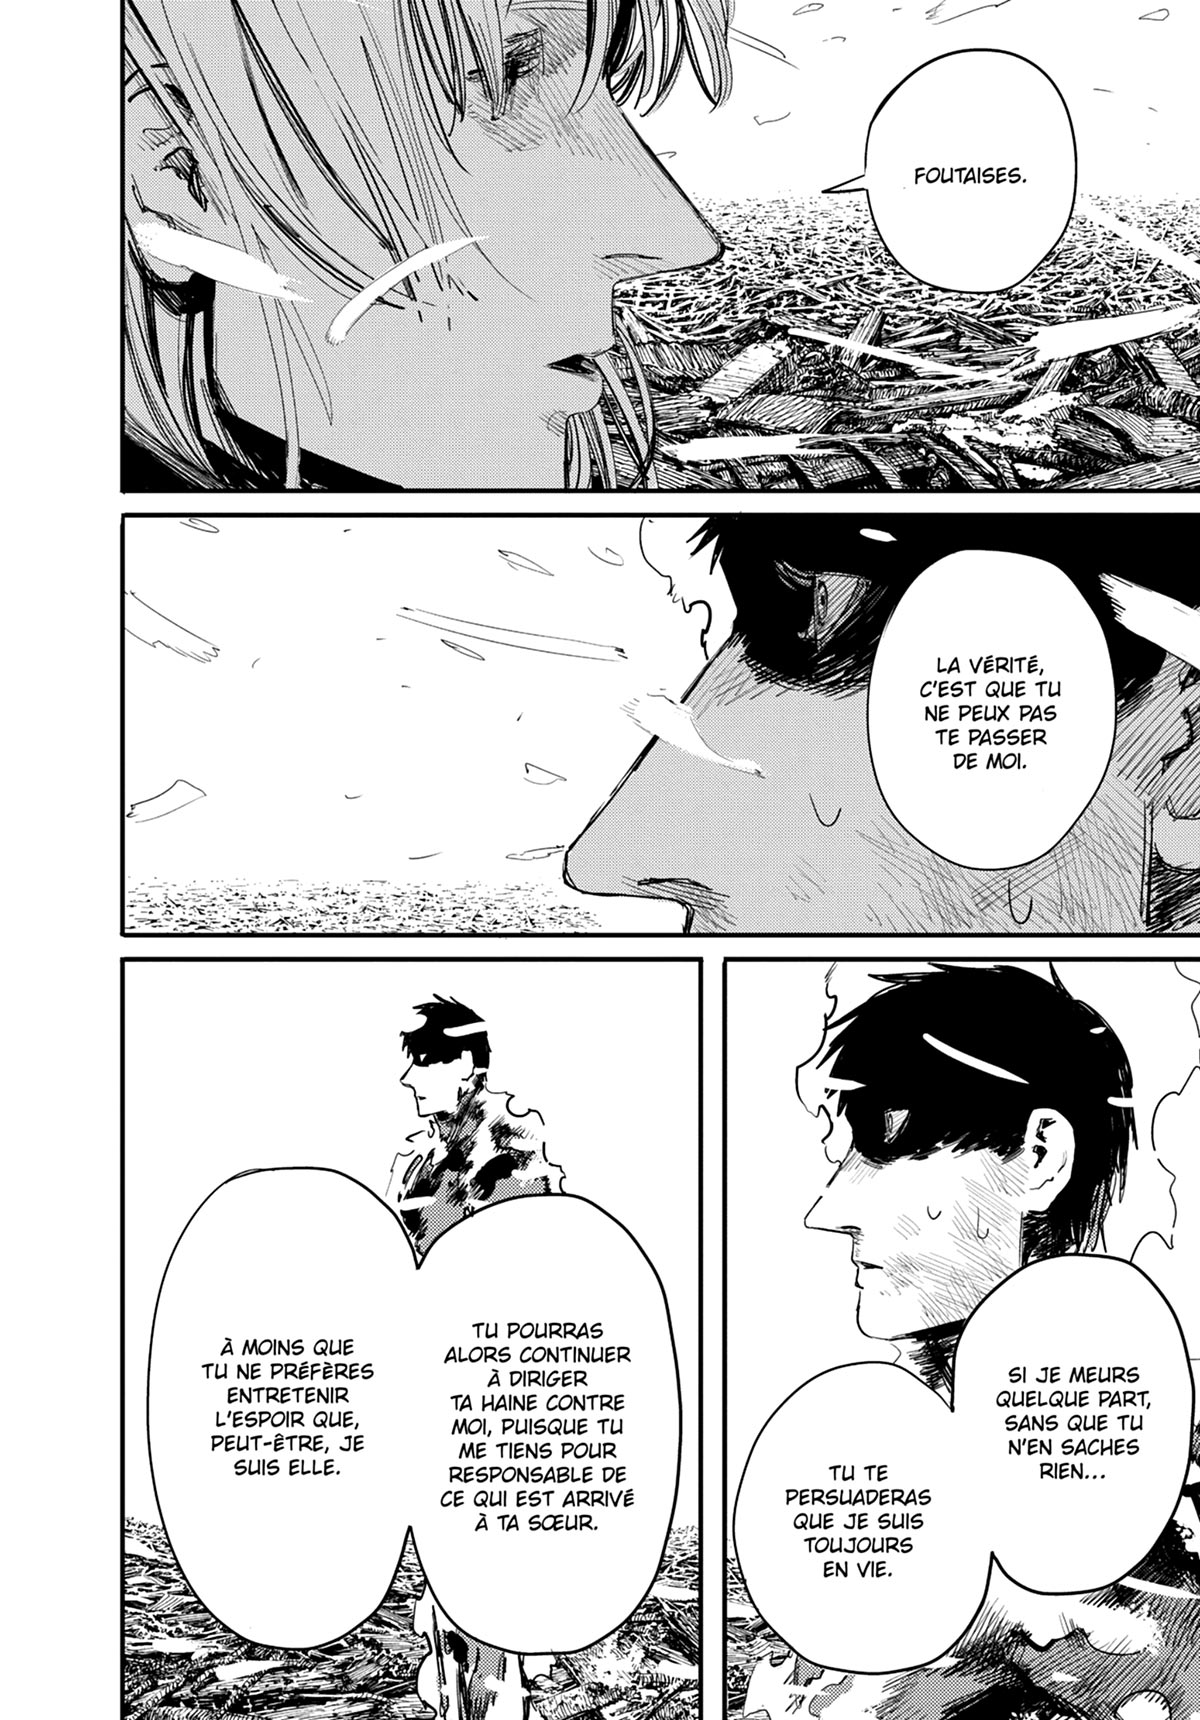 FOUTAISES.
LA VÉRITÉ,
C'EST QUE TU
NE PEUX PAS
TE PASSER
DE MOI.
SI JE MEURS
QUELQUE PART,
SANS QUE TU
N'EN SACHES
RIEN...
TU TE
PERSUADERAS
QUE JE SUIS
TOUJOURS
EN VIE.
TU POURRAS
ALORS CONTINUER
À DIRIGER
TA HAINE CONTRE
MOI, PUISQUE TU
ME TIENS POUR
RESPONSABLE DE
CE QUI EST ARRIVÉ
À TA SŒUR.
À MOINS QUE
TU NE PRÉFÈRES
ENTRETENIR
L'ESPOIR QUE,
PEUT-ÊTRE, JE
SUIS ELLE.